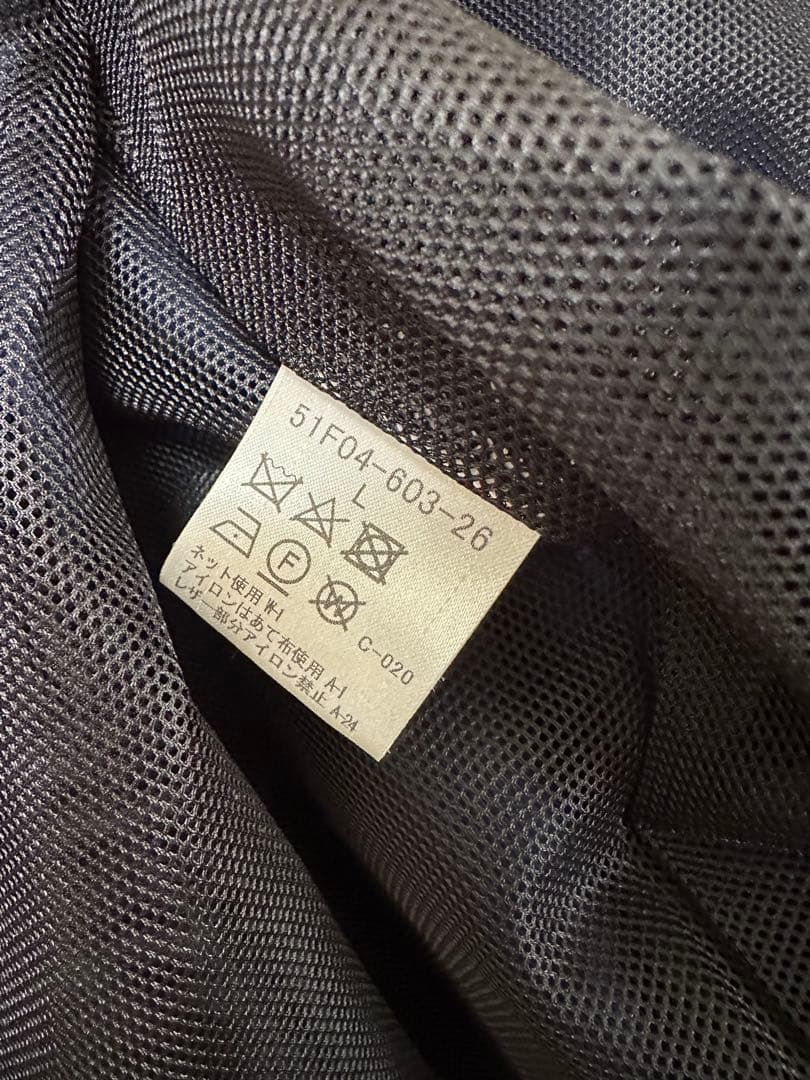 51F04-603-26
L
F
W
C-020
ネット使用 W-1
アイロンはあて布使用 A-1
レザー部分アイロン禁止 A-24